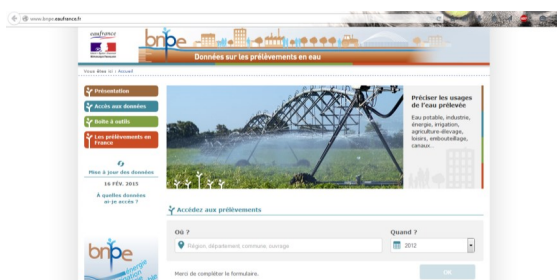 www.bnpe.eaufrance.fr
eaufrance
bnpe
Données sur les prélèvements en eau
Vous êtes ici : Accueil
Présentation
Accès aux données
Boîte à outils
Les prélèvements en
France
Mise à jour des données
16 FÉV. 2015
À quelles données
ai-je accès ?
Préciser les usages
de l'eau prélevée
Eau potable, industrie,
énergie, irrigation,
agriculture-élevage,
loisirs, embouteillage,
canaux...
Accédez aux prélèvements
Où ?
Quand ?
Région, département, commune, ouvrage
2012
Merci de compléter le formulaire.
OK
bnpe
énergie